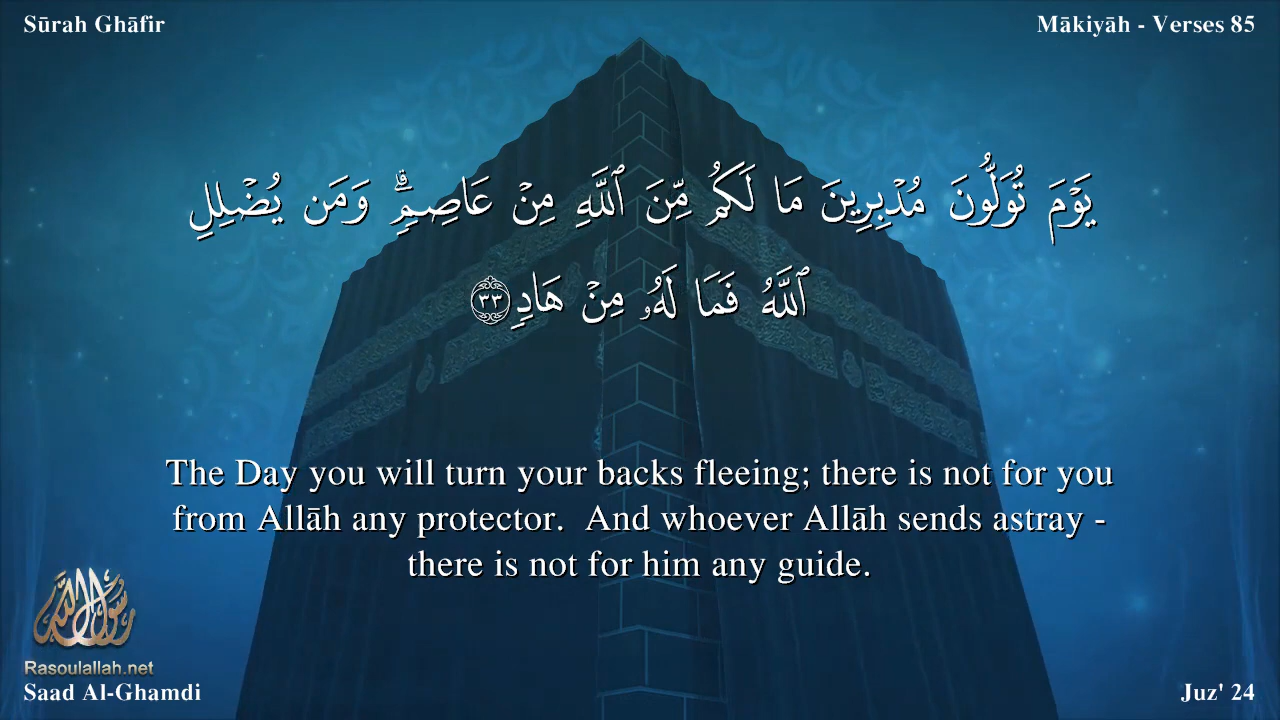 Sūrah Ghāfir
Mākiyāh - Verses 85
يَوْمَ تُوَلُّونَ مُدْبِرِينَ مَا لَكُم مِّنَ ٱللَّهِ مِنْ عَاصِمٍ ۗ وَمَن يُضْلِلِ
ٱللَّهُ فَمَا لَهُۥ مِنْ هَادٍ ٣٣
The Day you will turn your backs fleeing; there is not for you
from Allāh any protector.  And whoever Allāh sends astray -
there is not for him any guide.
رسول الله
Rasoulallah.net
Saad Al-Ghamdi
Juz' 24